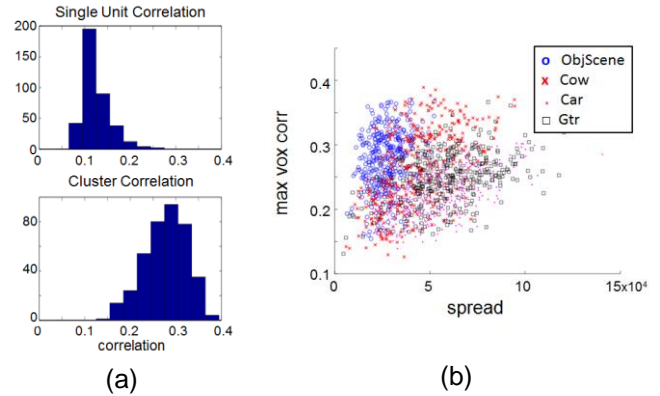 Single Unit Correlation
200
150
100
50
0
0 0.1 0.2 0.3 0.4
Cluster Correlation
80
40
0
0 0.1 0.2 0.3 0.4
correlation
(a)
max vox corr
0.4
0.3
0.2
0.1
0 5 10 15x10⁴
spread
o ObjScene
x Cow
Car
□ Gtr
(b)